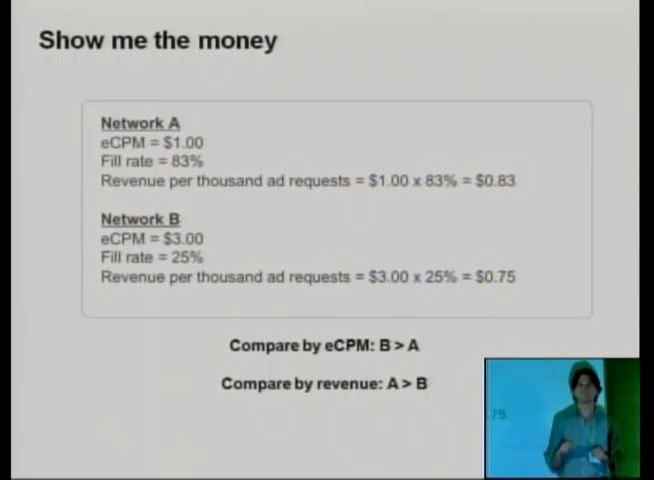 Show me the money
Network A
eCPM = $1.00
Fill rate = 83%
Revenue per thousand ad requests = $1.00 x 83% = $0.83
Network B
eCPM = $3.00
Fill rate = 25%
Revenue per thousand ad requests = $3.00 x 25% = $0.75
Compare by eCPM: B > A
Compare by revenue: A > B
.75